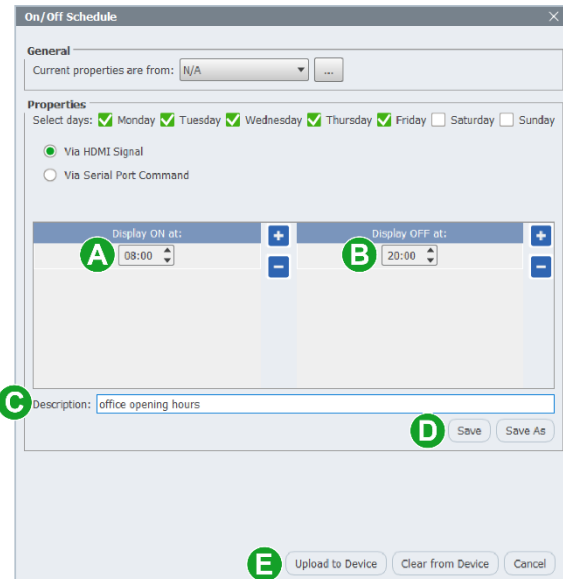 On/Off Schedule
General
Current properties are from: N/A ...
Properties
Select days: Monday Tuesday Wednesday Thursday Friday Saturday Sunday
Via HDMI Signal
Via Serial Port Command
Display ON at: + Display OFF at: +
A 08:00 B 20:00
− −
C Description: office opening hours
D Save Save As
E Upload to Device Clear from Device Cancel